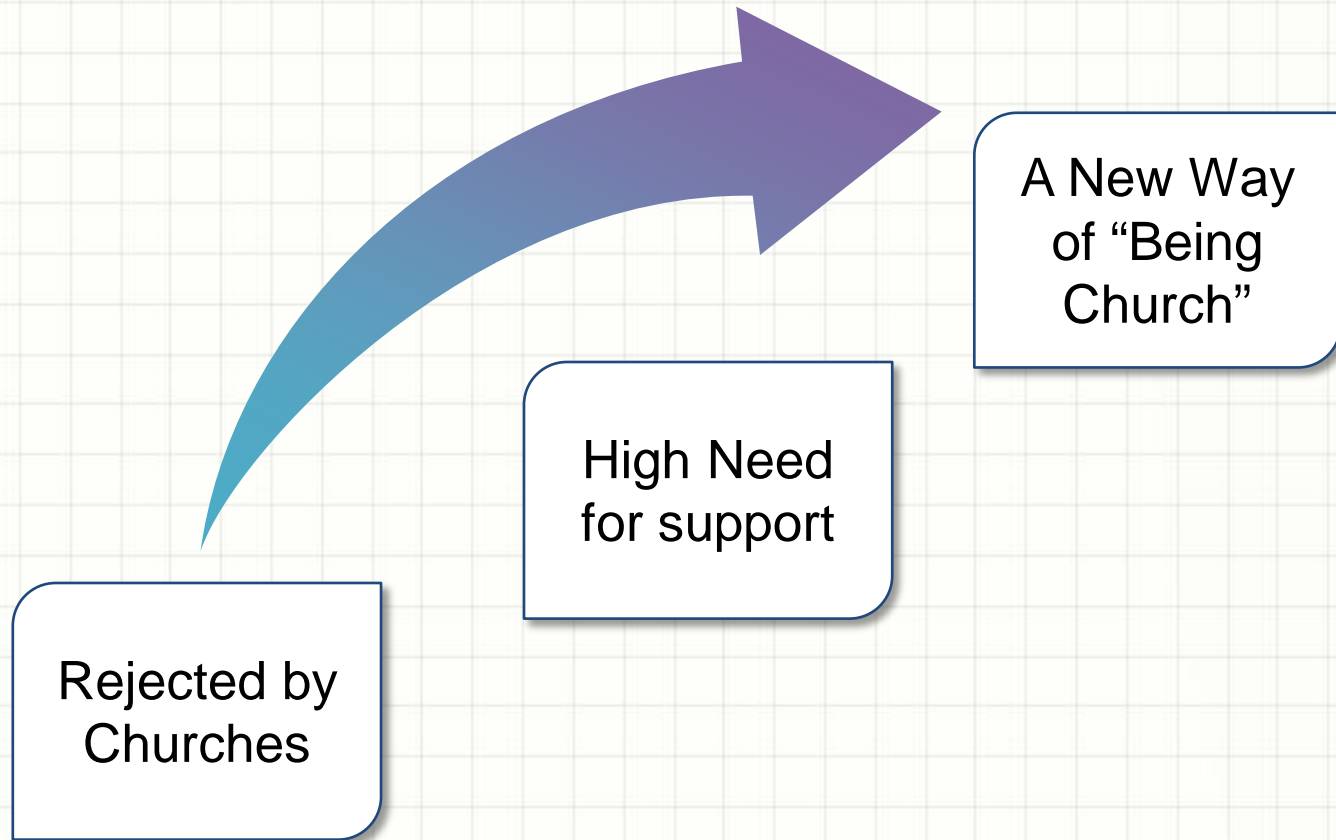 Rejected by
Churches
High Need
for support
A New Way
of “Being
Church”